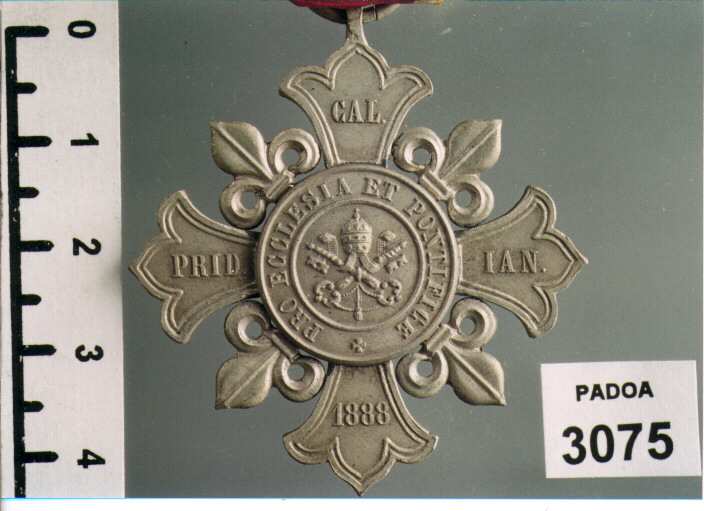 0
1
2
3
4
CAL.
PRID.
IAN.
1888
PRO ECCLESIA ET PONTIFICE
PADOA
3075